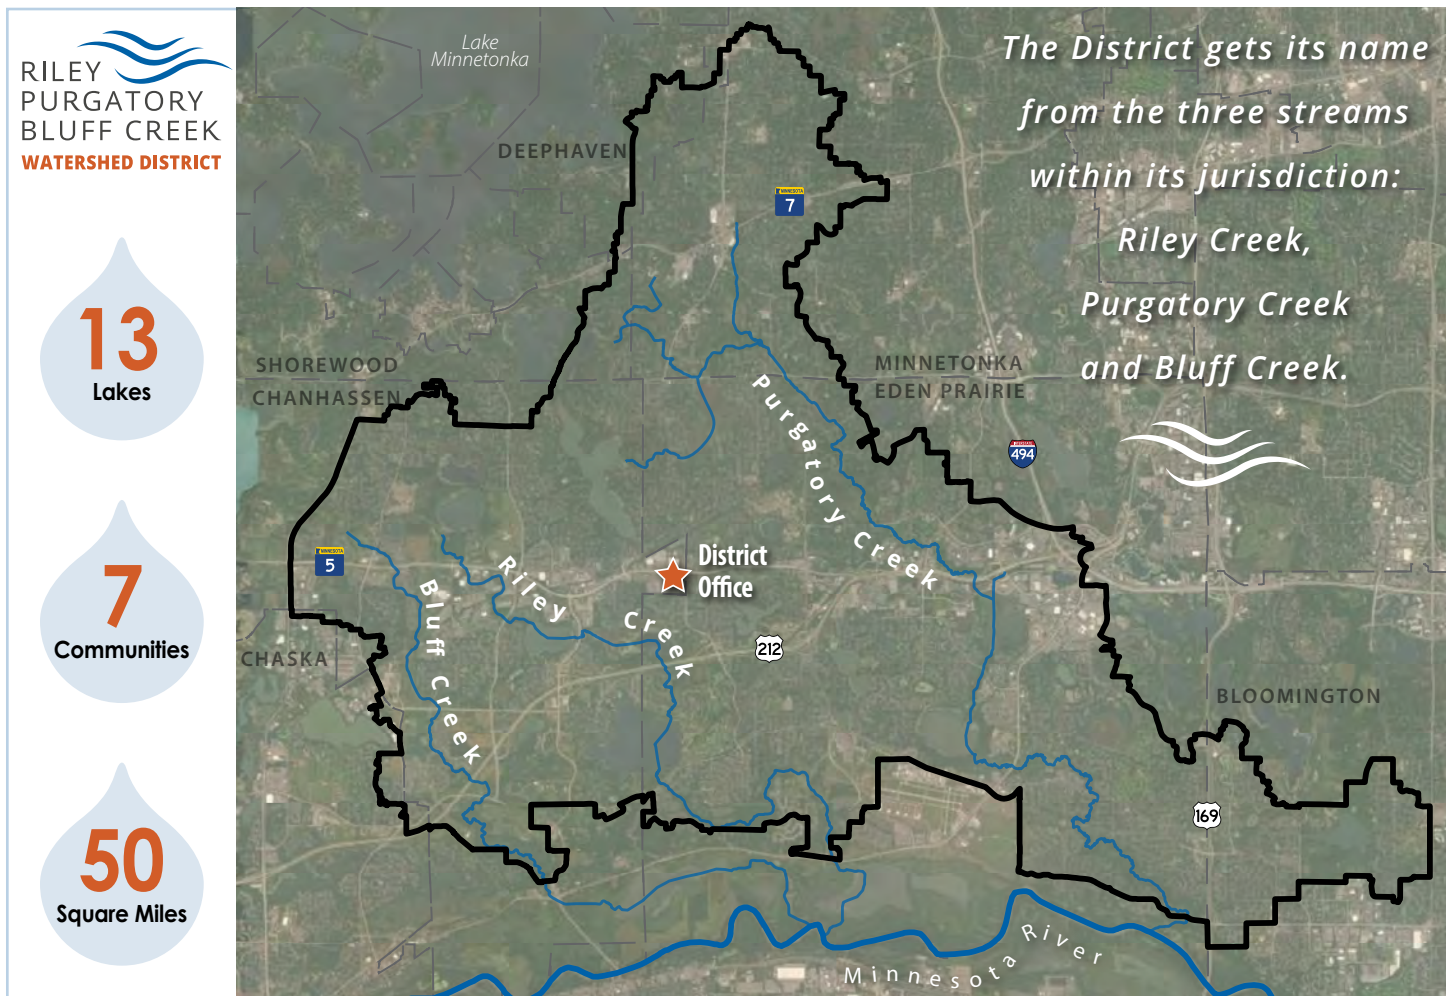 RILEY
PURGATORY
BLUFF CREEK
WATERSHED DISTRICT
13
Lakes
7
Communities
50
Square Miles
The District gets its name
from the three streams
within its jurisdiction:
Riley Creek,
Purgatory Creek
and Bluff Creek.
Lake
Minnetonka
DEEPHAVEN
MINNESOTA
7
SHOREWOOD
CHANHASSEN
MINNETONKA
EDEN PRAIRIE
INTERSTATE
494
Purgatory Creek
MINNESOTA
5
District
Office
Riley Creek
Bluff Creek
212
CHASKA
BLOOMINGTON
169
Minnesota River